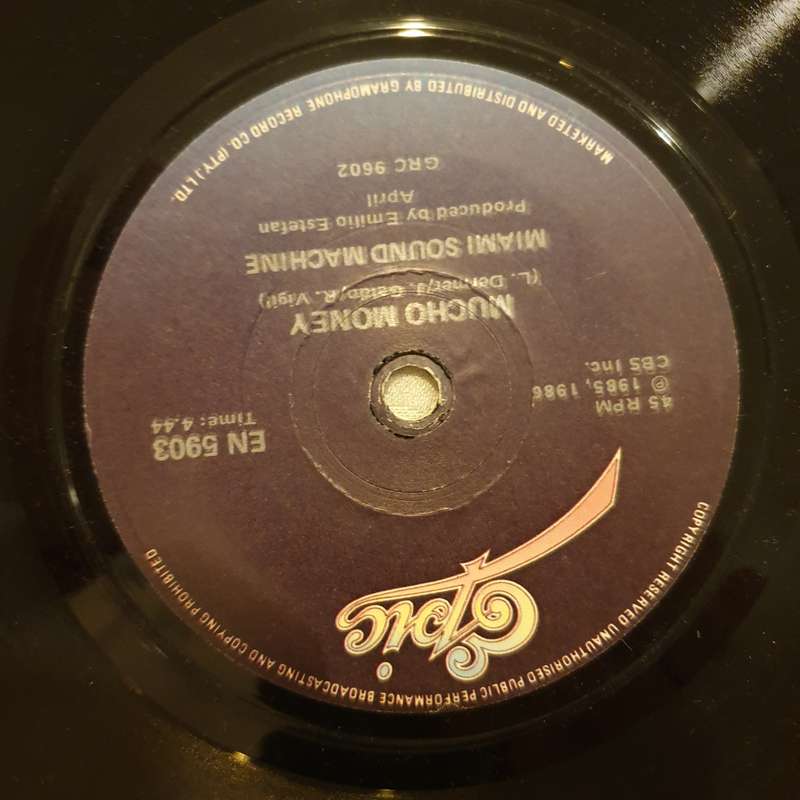 COPYRIGHT RESERVED UNAUTHORISED PUBLIC PERFORMANCE BROADCASTING AND COPYING PROHIBITED
Epic
45 RPM
℗ 1985, 1986
CBS Inc.
EN 5903
Time: 4.44
MUCHO MONEY
(L. Dermer/J. Galdo/R. Vigil)
MIAMI SOUND MACHINE
Produced by Emilio Estefan
April
GRC 9602
MARKETED AND DISTRIBUTED BY GRAMOPHONE RECORD CO. (PTY.) LTD.